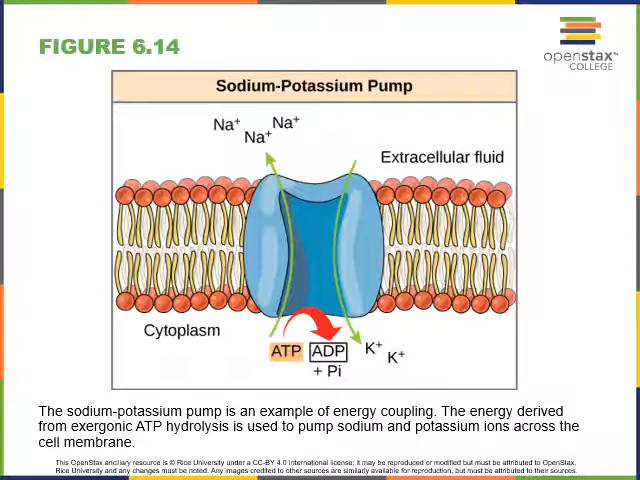 FIGURE 6.14
openstax™
COLLEGE
Sodium-Potassium Pump
Na⁺
Na⁺
Na⁺
Extracellular fluid
Cytoplasm
ATP
ADP
+ Pi
K⁺
K⁺
The sodium-potassium pump is an example of energy coupling. The energy derived
from exergonic ATP hydrolysis is used to pump sodium and potassium ions across the
cell membrane.
This OpenStax ancillary resource is © Rice University under a CC-BY 4.0 International license; it may be reproduced or modified but must be attributed to OpenStax,
Rice University and any changes must be noted. Any images credited to other sources are similarly available for reproduction, but must be attributed to their sources.